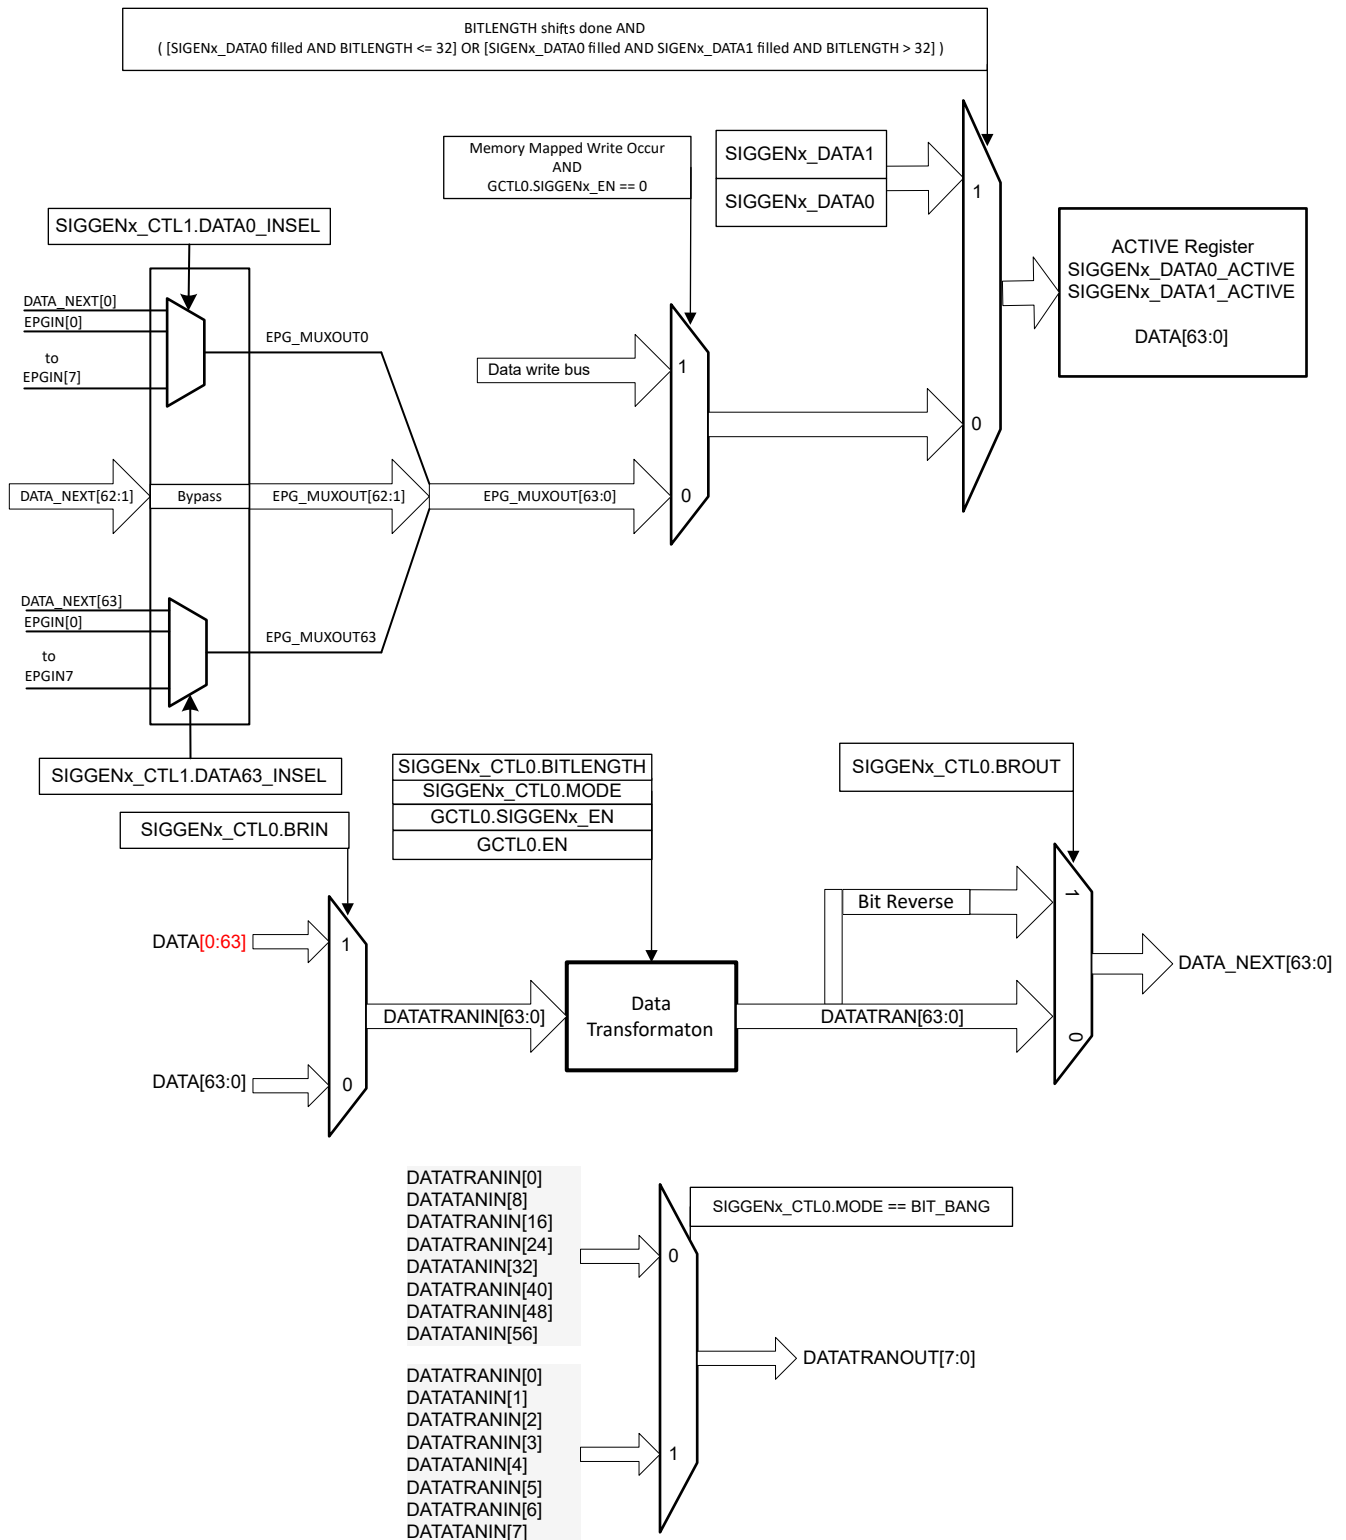 BITLENGTH shifts done AND
( [SIGENx_DATA0 filled AND BITLENGTH <= 32] OR [SIGENx_DATA0 filled AND SIGENx_DATA1 filled AND BITLENGTH > 32] )
Memory Mapped Write Occur
AND
GCTL0.SIGGENx_EN == 0
SIGGENx_DATA1
SIGGENx_DATA0
1
0
ACTIVE Register
SIGGENx_DATA0_ACTIVE
SIGGENx_DATA1_ACTIVE
DATA[63:0]
SIGGENx_CTL1.DATA0_INSEL
DATA_NEXT[0]
EPGIN[0]
to
EPGIN[7]
EPG_MUXOUT0
Data write bus
1
0
DATA_NEXT[62:1]
Bypass
EPG_MUXOUT[62:1]
EPG_MUXOUT[63:0]
DATA_NEXT[63]
EPGIN[0]
to
EPGIN7
EPG_MUXOUT63
SIGGENx_CTL1.DATA63_INSEL
SIGGENx_CTL0.BRIN
SIGGENx_CTL0.BITLENGTH
SIGGENx_CTL0.MODE
GCTL0.SIGGENx_EN
GCTL0.EN
SIGGENx_CTL0.BROUT
DATA[0:63]
1
DATA[63:0]
0
DATATRANIN[63:0]
Data
Transformaton
DATATRAN[63:0]
Bit Reverse
1
0
DATA_NEXT[63:0]
DATATRANIN[0]
DATATANIN[8]
DATATRANIN[16]
DATATRANIN[24]
DATATANIN[32]
DATATRANIN[40]
DATATRANIN[48]
DATATANIN[56]
0
SIGGENx_CTL0.MODE == BIT_BANG
DATATRANOUT[7:0]
DATATRANIN[0]
DATATANIN[1]
DATATRANIN[2]
DATATRANIN[3]
DATATANIN[4]
DATATRANIN[5]
DATATRANIN[6]
DATATANIN[7]
1